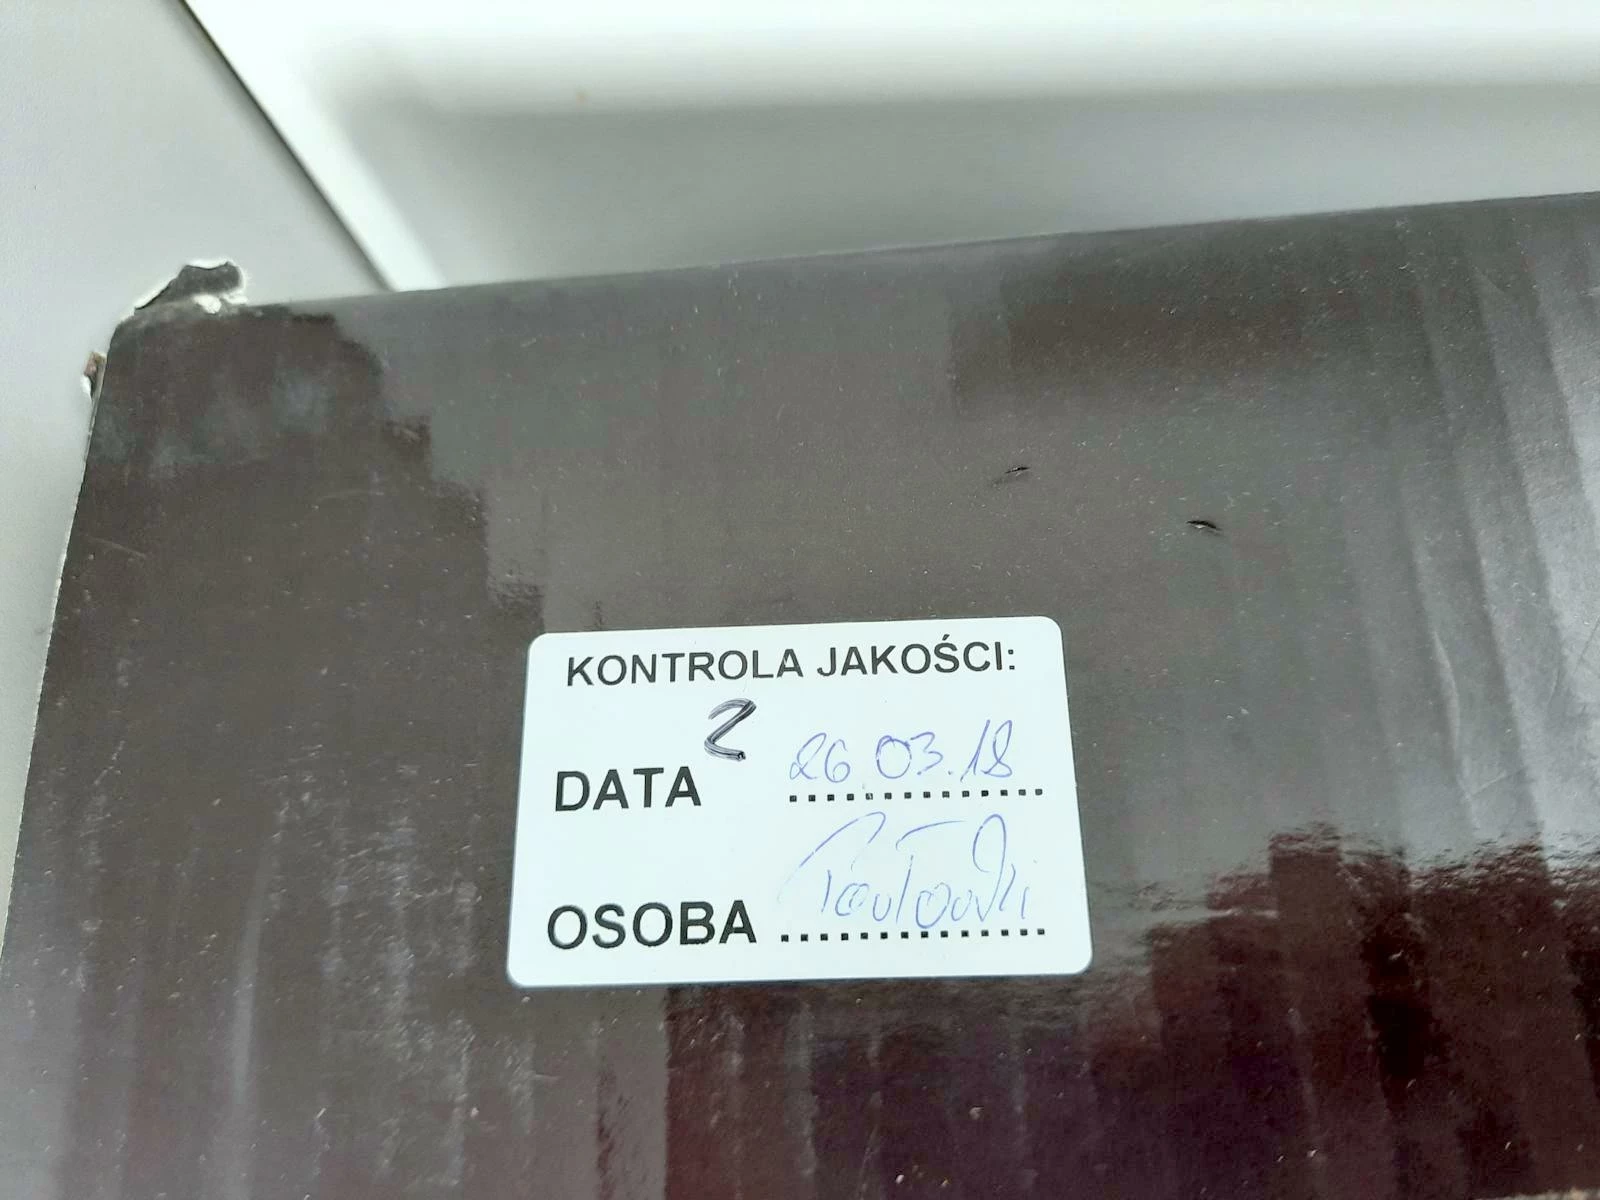 KONTROLA JAKOŚCI:
2
DATA 26 03.18
OSOBA